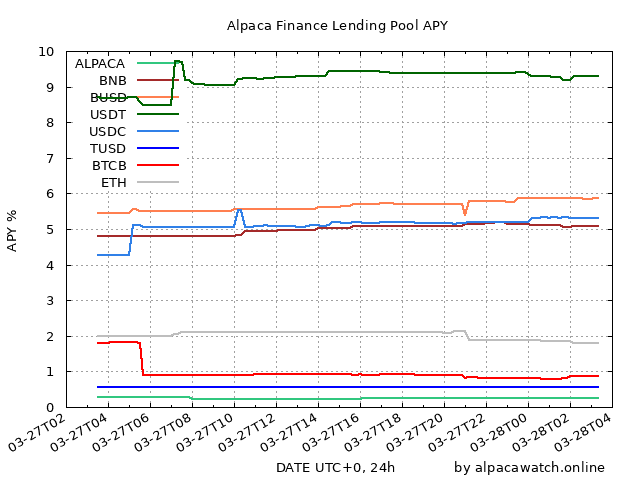 Alpaca Finance Lending Pool APY
ALPACA
BNB
BUSD
USDT
USDC
TUSD
BTCB
ETH
APY %
10
9
8
7
6
5
4
3
2
1
0
03-27T02
03-27T04
03-27T06
03-27T08
03-27T10
03-27T12
03-27T14
03-27T16
03-27T18
03-27T20
03-27T22
03-28T00
03-28T02
03-28T04
DATE UTC+0, 24h
by alpacawatch.online